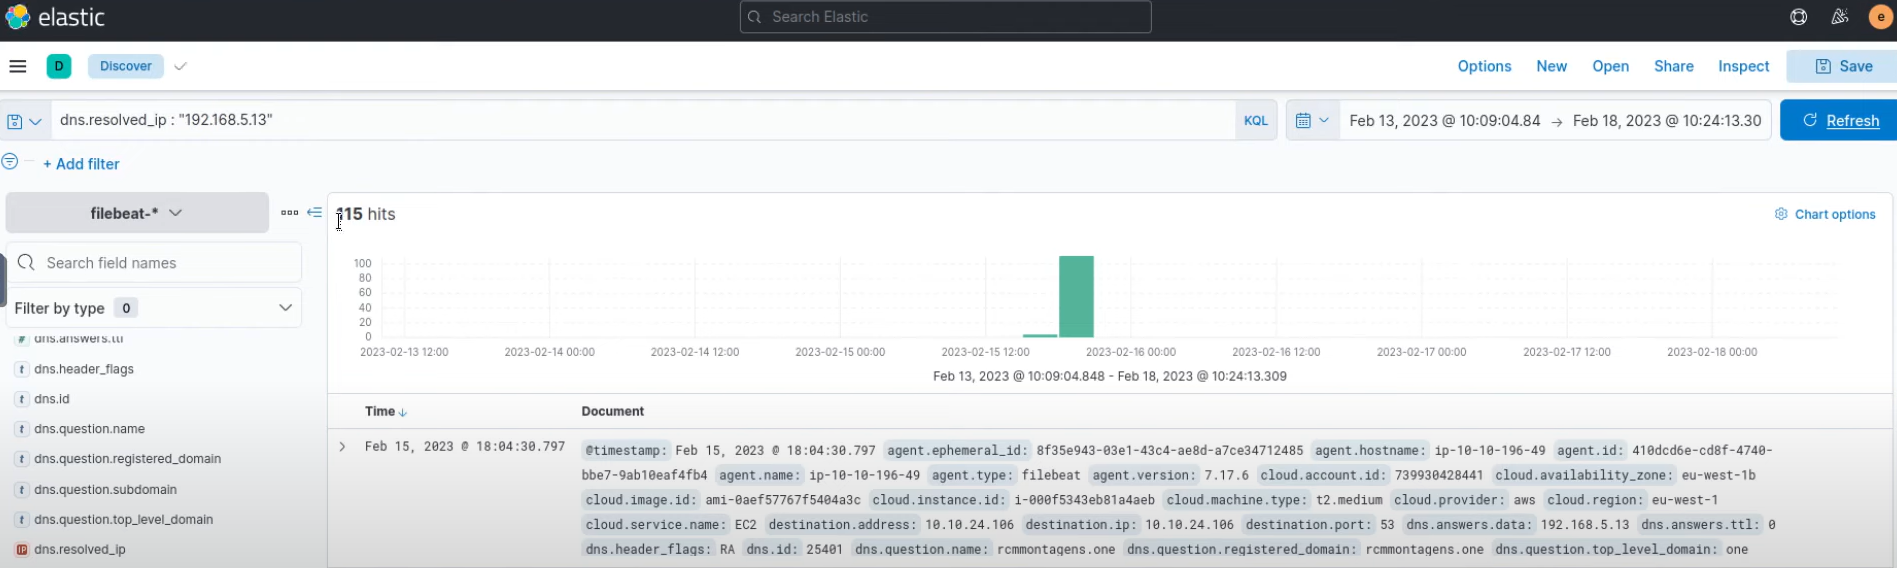 elastic
Search Elastic
e
D Discover
Options New Open Share Inspect Save
dns.resolved_ip : "192.168.5.13"
KQL
Feb 13, 2023 @ 10:09:04.84 → Feb 18, 2023 @ 10:24:13.30
Refresh
+ Add filter
filebeat-*
115 hits
Chart options
Search field names
Filter by type 0
# dns.answers.ttl
t dns.header_flags
t dns.id
t dns.question.name
t dns.question.registered_domain
t dns.question.subdomain
t dns.question.top_level_domain
IP dns.resolved_ip
100
80
60
40
20
0
2023-02-13 12:00 2023-02-14 00:00 2023-02-14 12:00 2023-02-15 00:00 2023-02-15 12:00 2023-02-16 00:00 2023-02-16 12:00 2023-02-17 00:00 2023-02-17 12:00 2023-02-18 00:00
Feb 13, 2023 @ 10:09:04.848 - Feb 18, 2023 @ 10:24:13.309
Time Document
Feb 15, 2023 @ 18:04:30.797
@timestamp: Feb 15, 2023 @ 18:04:30.797 agent.ephemeral_id: 8f35e943-03e1-43c4-ae8d-a7ce34712485 agent.hostname: ip-10-10-196-49 agent.id: 410dcd6e-cd8f-4740-
bbe7-9ab10eaf4fb4 agent.name: ip-10-10-196-49 agent.type: filebeat agent.version: 7.17.6 cloud.account.id: 739930428441 cloud.availability_zone: eu-west-1b
cloud.image.id: ami-0aef57767f5404a3c cloud.instance.id: i-000f5343eb81a4aeb cloud.machine.type: t2.medium cloud.provider: aws cloud.region: eu-west-1
cloud.service.name: EC2 destination.address: 10.10.24.106 destination.ip: 10.10.24.106 destination.port: 53 dns.answers.data: 192.168.5.13 dns.answers.ttl: 0
dns.header_flags: RA dns.id: 25401 dns.question.name: rcmmontagens.one dns.question.registered_domain: rcmmontagens.one dns.question.top_level_domain: one